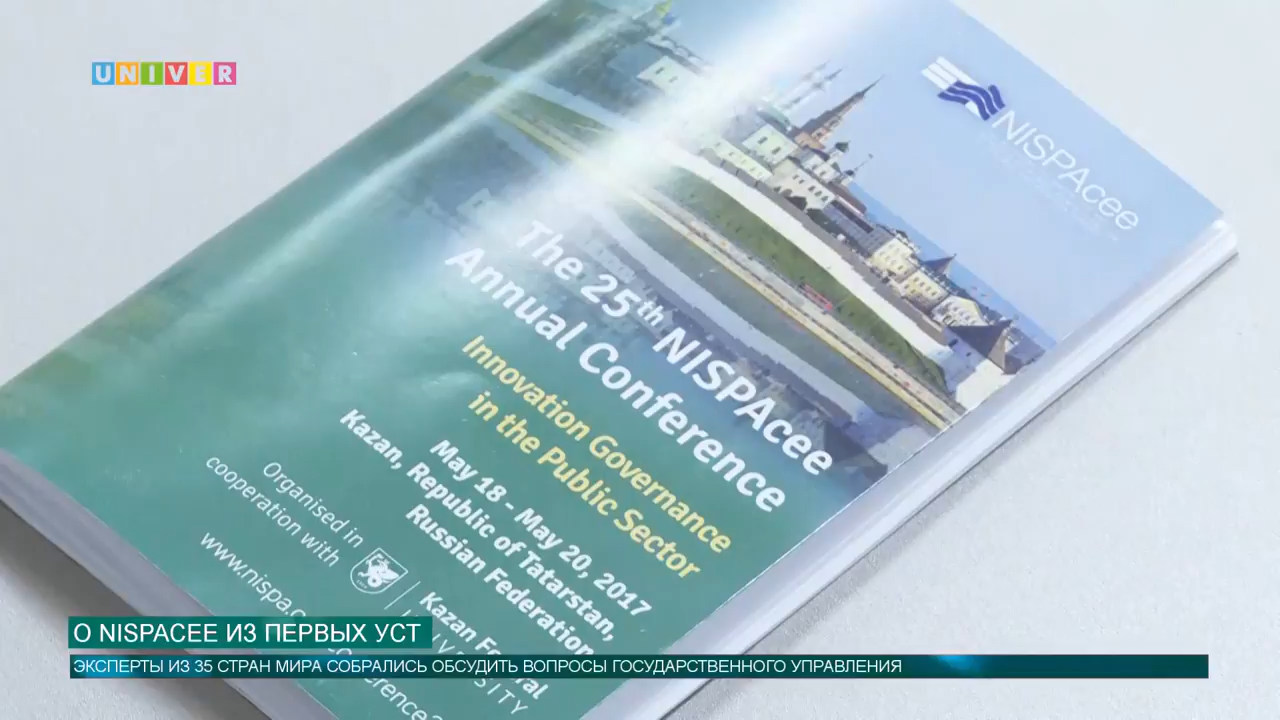 UNIVER
NISPAcee
The 25th NISPAcee
Annual Conference
Innovation Governance
in the Public Sector
May 18 – May 20, 2017
Kazan, Republic of Tatarstan,
Russian Federation
Organised in
cooperation with
Kazan Federal
UNIVERSITY
www.nispa.
О NISPACEE ИЗ ПЕРВЫХ УСТ
ЭКСПЕРТЫ ИЗ 35 СТРАН МИРА СОБРАЛИСЬ ОБСУДИТЬ ВОПРОСЫ ГОСУДАРСТВЕННОГО УПРАВЛЕНИЯ